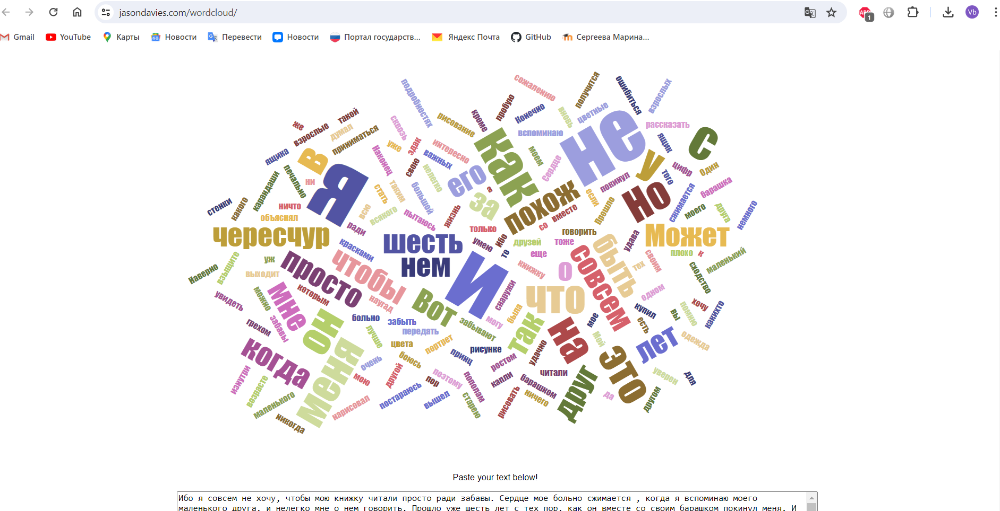 jasondavies.com/wordcloud/
1
Vb
Gmail
YouTube
Карты
Новости
Перевести
Новости
Портал государств...
Яндекс Почта
GitHub
Сергеева Марина...
подробностях
сожалению
получится
ошибиться
взрослых
же
взрослые
такой
думал
приниматься
сквозь
рисование
кроме
пробую
Конечно
вспоминаю
вновь
цветные
не
рассказать
ящик
с
ящика
печально
в
Я
Наконец
уже
здак
интересно
важных
свою
нелегко
его
как
моем
Сердце
покинул
у
того
цифр
Один
барашка
стенки
какого
карандаши
ни
ничто
объяснял
стать
таким
большой
всю
всякого
пытаюсь
жизнь
за
а
похож
если
Прошло
но
сжимается
моего
друга
немного
чересчур
ради
шесть
только
умею
Ибо
со
вместе
говорить
удава
Может
Наверно
взыщите
уж
выходит
красками
нем
то
друзей
еще
тоже
книжку
о
быть
тех
своим
плохо
к
сходство
маленький
увидеть
можно
мне
просто
которым
чтобы
наугад
Вот
И
снаружи
что
совсем
одном
купил
хочу
грехом
забавы
он
больно
лучше
забыть
передать
забывают
могу
была
так
на
мое
есть
вы
помню
какихто
когда
меня
цвета
портрет
рисунке
принц
ростом
удачно
Мой
это
лет
одежда
изнутри
возрасте
маленького
никогда
очень
мою
боюсь
другой
нарисовал
постараюсь
пор
поэтому
вышел
пополам
старею
капли
рисовать
барашком
ничего
читали
друг
да
другом
уверен
для
Paste your text below!
Ибо я совсем не хочу, чтобы мою книжку читали просто ради забавы. Сердце мое больно сжимается , когда я вспоминаю моего
маленького друга, и нелегко мне о нем говорить. Прошло уже шесть лет с тех пор, как он вместе со своим барашком покинул меня. И